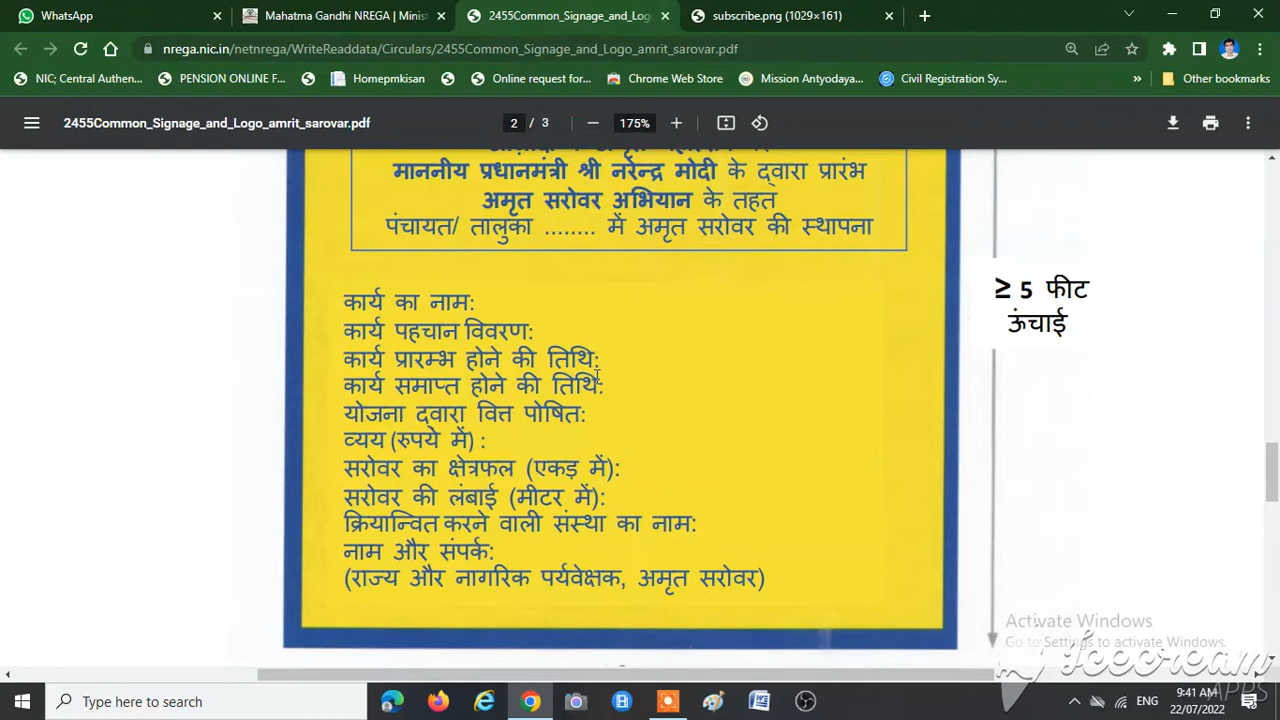 WhatsApp
Mahatma Gandhi NREGA | Minist
2455Common_Signage_and_Log
subscribe.png (1029×161)
nrega.nic.in/netnrega/WriteReaddata/Circulars/2455Common_Signage_and_Logo_amrit_sarovar.pdf
NIC; Central Authen...
PENSION ONLINE F...
Homepmkisan
Online request for...
Chrome Web Store
Mission Antyodaya...
Civil Registration Sy...
»
Other bookmarks
2455Common_Signage_and_Logo_amrit_sarovar.pdf
2 / 3
175%
माननीय प्रधानमंत्री श्री नरेन्द्र मोदी के द्वारा प्रारंभ
अमृत सरोवर अभियान के तहत
पंचायत/ तालुका ........ में अमृत सरोवर की स्थापना
कार्य का नाम:
कार्य पहचान विवरण:
कार्य प्रारम्भ होने की तिथि:
कार्य समाप्त होने की तिथि:
योजना द्वारा वित्त पोषित:
व्यय (रुपये में) :
सरोवर का क्षेत्रफल (एकड़ में):
सरोवर की लंबाई (मीटर में):
क्रियान्वित करने वाली संस्था का नाम:
नाम और संपर्क:
(राज्य और नागरिक पर्यवेक्षक, अमृत सरोवर)
≥ 5 फीट
ऊंचाई
Activate Windows
Go to Settings to activate Windows.
Icecream
APPS
Type here to search
ENG
9:41 AM
22/07/2022